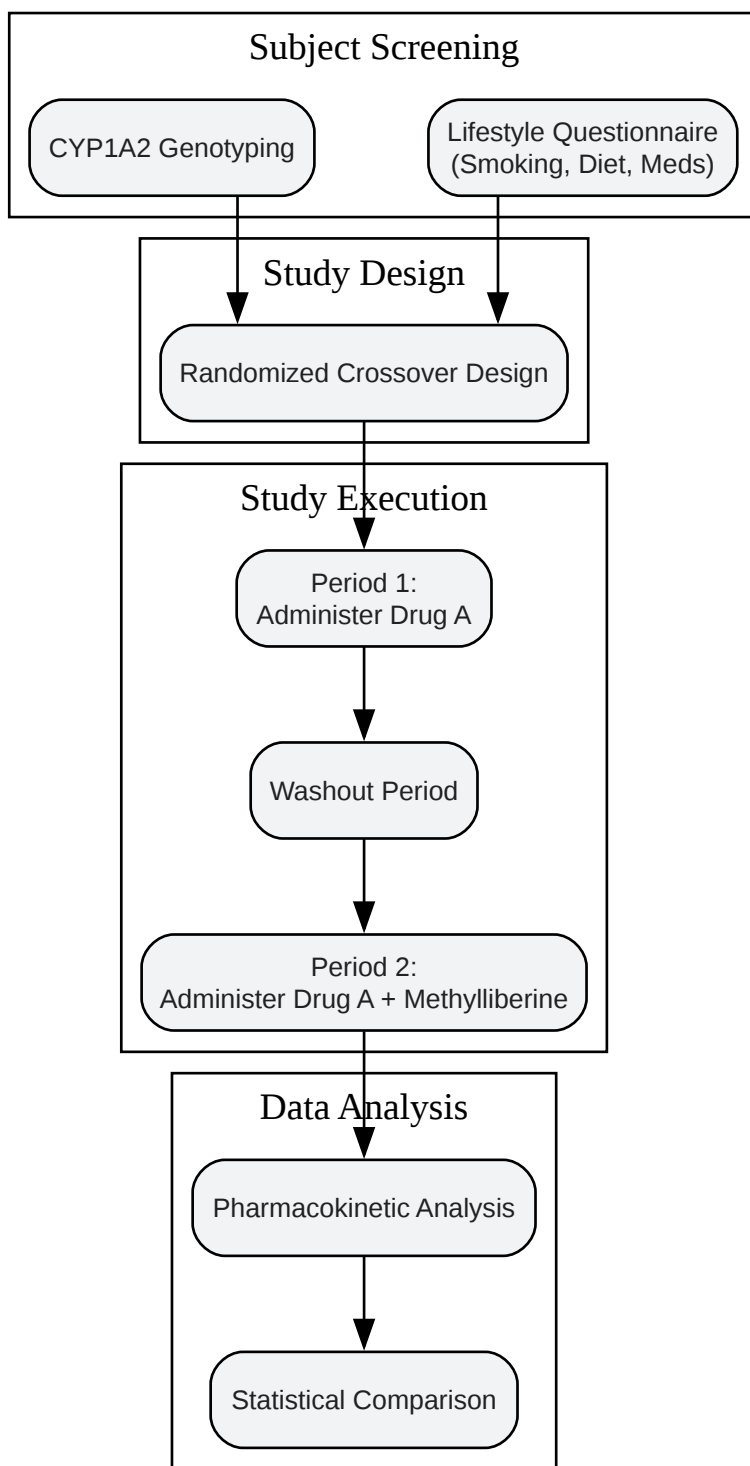 Subject Screening
CYP1A2 Genotyping
Lifestyle Questionnaire
(Smoking, Diet, Meds)
Study Design
Randomized Crossover Design
Study Execution
Period 1:
Administer Drug A
Washout Period
Period 2:
Administer Drug A + Methylliberine
Data Analysis
Pharmacokinetic Analysis
Statistical Comparison